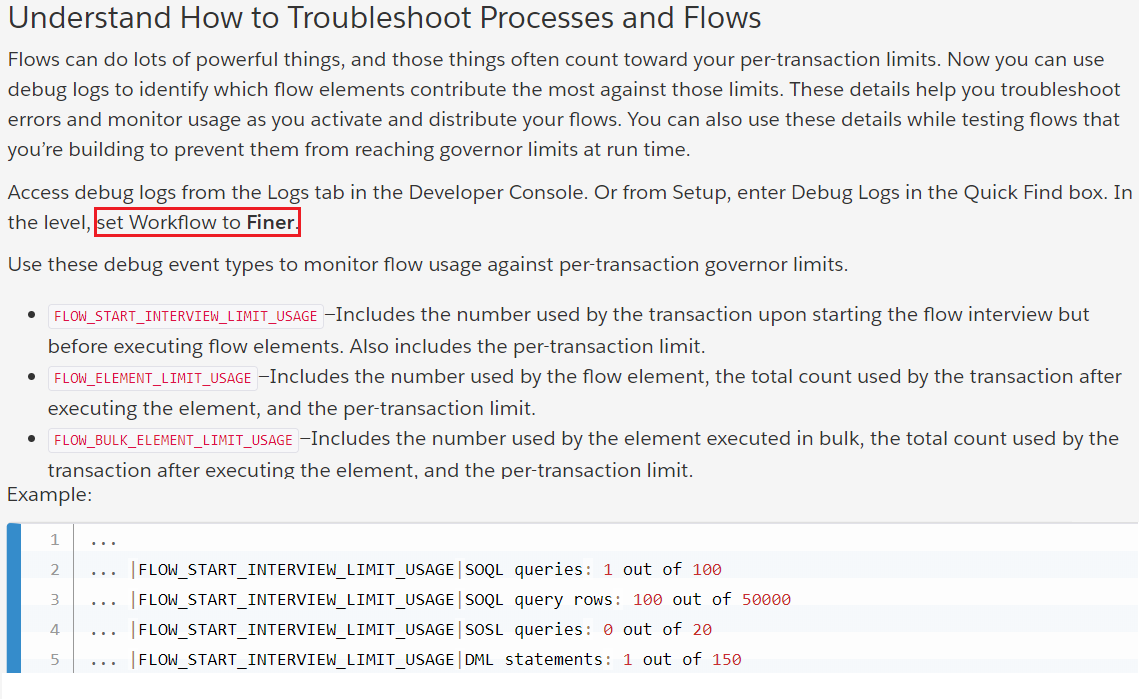 Understand How to Troubleshoot Processes and Flows
Flows can do lots of powerful things, and those things often count toward your per-transaction limits. Now you can use
debug logs to identify which flow elements contribute the most against those limits. These details help you troubleshoot
errors and monitor usage as you activate and distribute your flows. You can also use these details while testing flows that
you’re building to prevent them from reaching governor limits at run time.
Access debug logs from the Logs tab in the Developer Console. Or from Setup, enter Debug Logs in the Quick Find box. In
the level, set Workflow to Finer.
Use these debug event types to monitor flow usage against per-transaction governor limits.
• FLOW_START_INTERVIEW_LIMIT_USAGE—Includes the number used by the transaction upon starting the flow interview but
before executing flow elements. Also includes the per-transaction limit.
• FLOW_ELEMENT_LIMIT_USAGE—Includes the number used by the flow element, the total count used by the transaction after
executing the element, and the per-transaction limit.
• FLOW_BULK_ELEMENT_LIMIT_USAGE—Includes the number used by the element executed in bulk, the total count used by the
transaction after executing the element, and the per-transaction limit.
Example:
1 ...
2 ... |FLOW_START_INTERVIEW_LIMIT_USAGE|SOQL queries: 1 out of 100
3 ... |FLOW_START_INTERVIEW_LIMIT_USAGE|SOQL query rows: 100 out of 50000
4 ... |FLOW_START_INTERVIEW_LIMIT_USAGE|SOSL queries: 0 out of 20
5 ... |FLOW_START_INTERVIEW_LIMIT_USAGE|DML statements: 1 out of 150